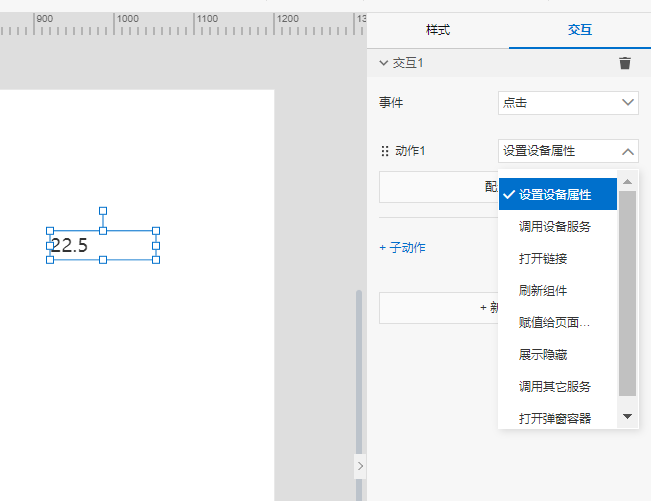 900 1000 1100 1200
样式 交互
交互1
事件 点击
动作1 设置设备属性
设置设备属性
22.5
调用设备服务
+ 子动作
打开链接
刷新组件
+ 新
赋值给页面...
展示隐藏
调用其它服务
打开弹窗容器